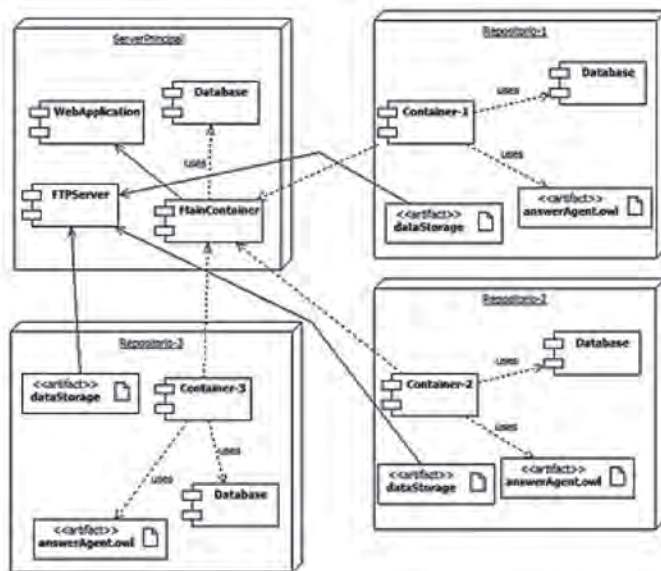 ServerPrincipal
Database
WebApplication
uses
FTPServer
MainContainer
Repositorio-1
Database
uses
Container-1
uses
<<artifact>>
answerAgent.owl
<<artifact>>
dataStorage
Repositorio-3
<<artifact>>
dataStorage
Container-3
uses
uses
Database
<<artifact>>
answerAgent.owl
Repositorio-2
Database
uses
Container-2
uses
<<artifact>>
answerAgent.owl
<<artifact>>
dataStorage